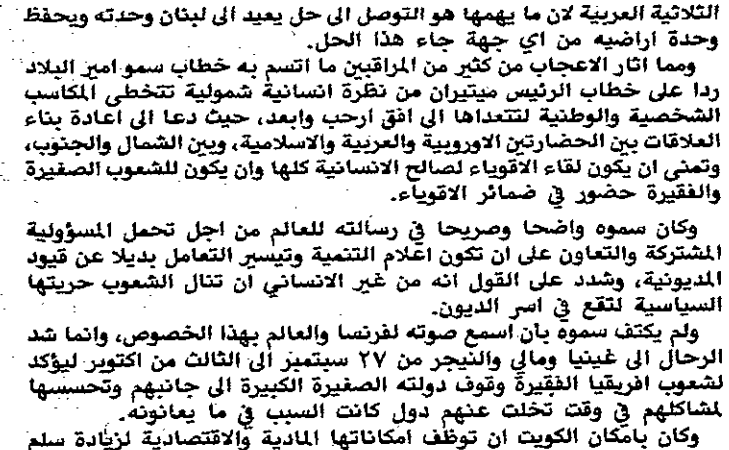 الثلاثية العربية لان ما يهمها هو التوصل الى حل يعيد الى لبنان وحدته ويحفظ
وحدة اراضيه من اي جهة جاء هذا الحل.
ومما اثار الاعجاب من كثير من المراقبين ما اتسم به خطاب سمو امير البلاد
ردا على خطاب الرئيس ميتيران من نظرة انسانية شمولية تتخطى المكاسب
الشخصية والوطنية لتتعداها الى افق ارحب وابعد، حيث دعا الى اعادة بناء
العلاقات بين الحضارتين الاوروبية والعربية والاسلامية، وبين الشمال والجنوب،
وتمنى ان يكون لقاء الاقوياء لصالح الانسانية كلها وان يكون للشعوب الصغيرة
والفقيرة حضور في ضمائر الاقوياء.
وكان سموه واضحا وصريحا في رسالته للعالم من اجل تحمل المسؤولية
المشتركة والتعاون على ان تكون اعلام التنمية وتيسير التعامل بديلا عن قيود
المديونية، وشدد على القول انه من غير الانساني ان تنال الشعوب حريتها
السياسية لتقع في اسر الديون.
ولم يكتف سموه بان اسمع صوته لفرنسا والعالم بهذا الخصوص، وانما شد
الرحال الى غينيا ومالي والنيجر من ٢٧ سبتمبر الى الثالث من اكتوبر ليؤكد
لشعوب افريقيا الفقيرة وقوف دولته الصغيرة الكبيرة الى جانبهم وتحسسها
لمشاكلهم في وقت تخلت عنهم دول كانت السبب في ما يعانونه.
وكان بامكان الكويت ان توظف امكاناتها المادية والاقتصادية لزيادة سلع